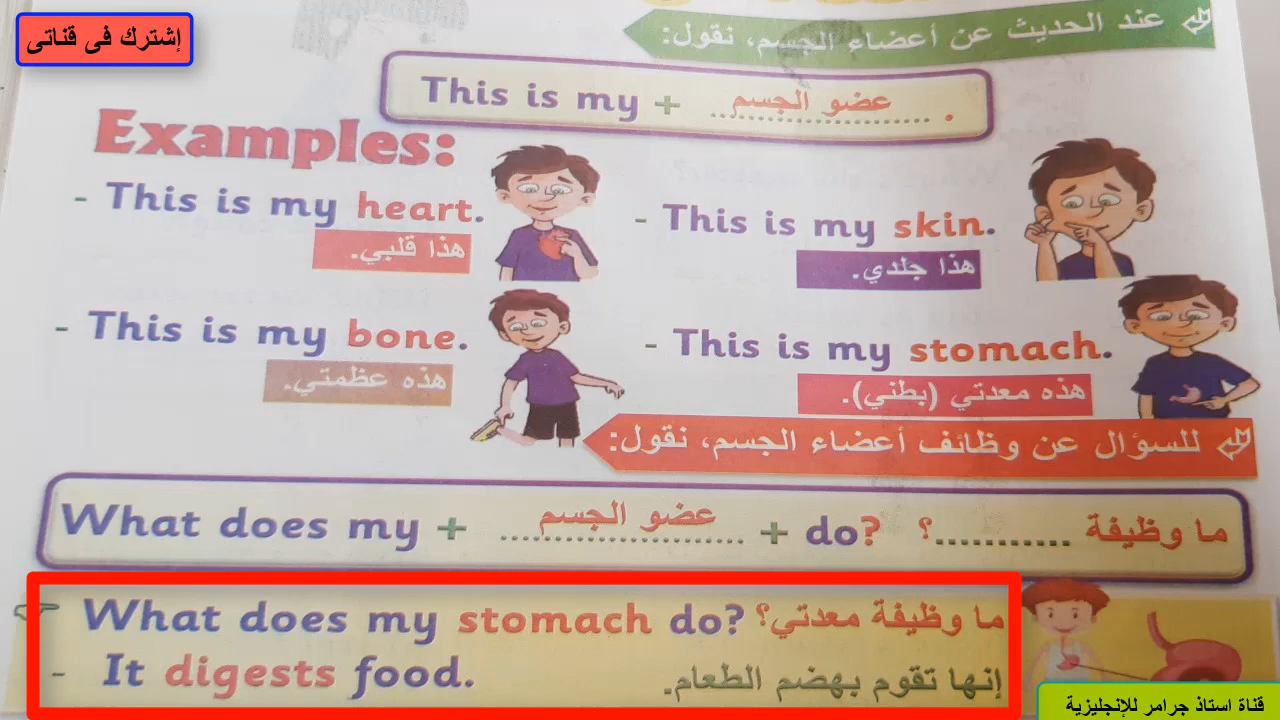 إشترك فى قناتى
عند الحديث عن أعضاء الجسم، نقول:
This is my + عضو الجسم .
Examples:
- This is my heart.
هذا قلبي.
- This is my skin.
هذا جلدي.
- This is my bone.
هذه عظمتي.
- This is my stomach.
هذه معدتي (بطني).
للسؤال عن وظائف أعضاء الجسم، نقول:
What does my + عضو الجسم + do? ما وظيفة ...........؟
What does my stomach do? ما وظيفة معدتي؟
- It digests food. إنها تقوم بهضم الطعام.
قناة استاذ جرامر للإنجليزية